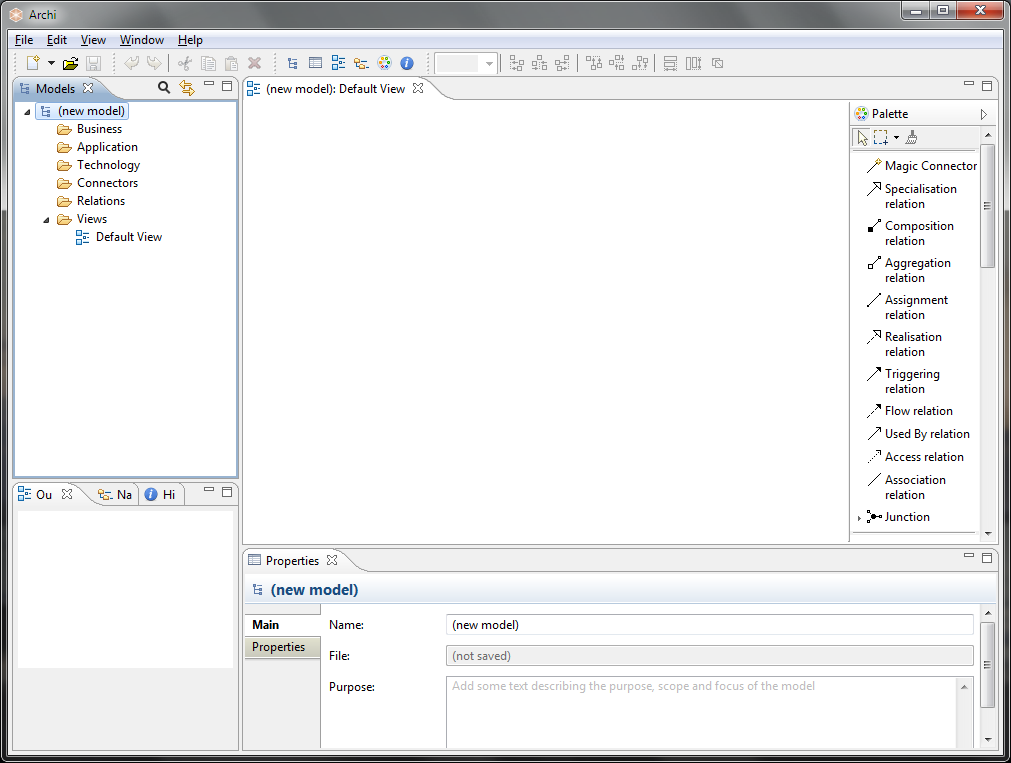 Archi
File Edit View Window Help
Models
(new model)
Business
Application
Technology
Connectors
Relations
Views
Default View
Ou Na Hi
(new model): Default View
Palette
Magic Connector
Specialisation
relation
Composition
relation
Aggregation
relation
Assignment
relation
Realisation
relation
Triggering
relation
Flow relation
Used By relation
Access relation
Association
relation
Junction
Properties
(new model)
Main
Properties
Name: (new model)
File: (not saved)
Purpose: Add some text describing the purpose, scope and focus of the model